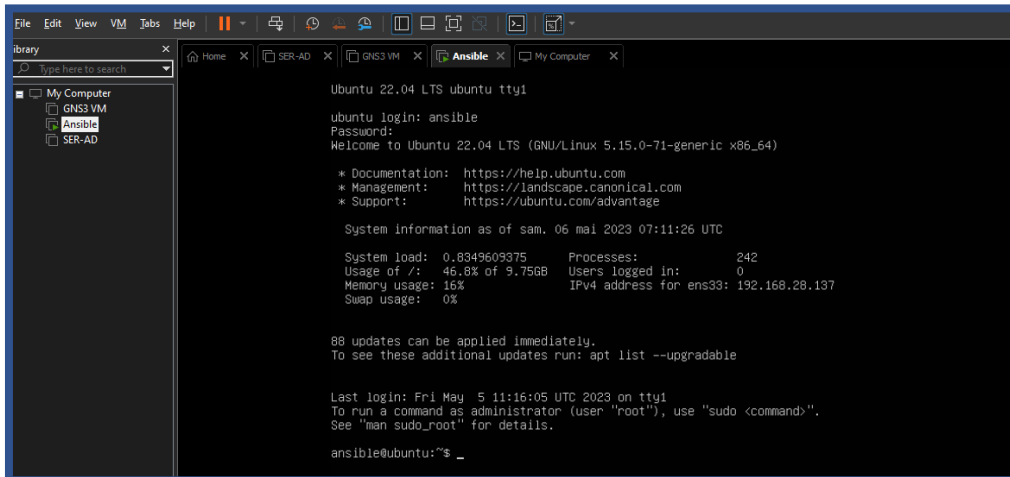 File Edit View VM Tabs Help
ibrary
Type here to search
My Computer
GNS3 VM
Ansible
SER-AD
Home SER-AD GNS3 VM Ansible My Computer
Ubuntu 22.04 LTS ubuntu tty1
ubuntu login: ansible
Password:
Welcome to Ubuntu 22.04 LTS (GNU/Linux 5.15.0-71-generic x86_64)
* Documentation: https://help.ubuntu.com
* Management: https://landscape.canonical.com
* Support: https://ubuntu.com/advantage
System information as of sam. 06 mai 2023 07:11:26 UTC
System load: 0.8349609375 Processes: 242
Usage of /: 46.8% of 9.75GB Users logged in: 0
Memory usage: 16% IPv4 address for ens33: 192.168.28.137
Swap usage: 0%
88 updates can be applied immediately.
To see these additional updates run: apt list --upgradable
Last login: Fri May 5 11:16:05 UTC 2023 on tty1
To run a command as administrator (user "root"), use "sudo <command>".
See "man sudo_root" for details.
ansible@ubuntu:~$ _